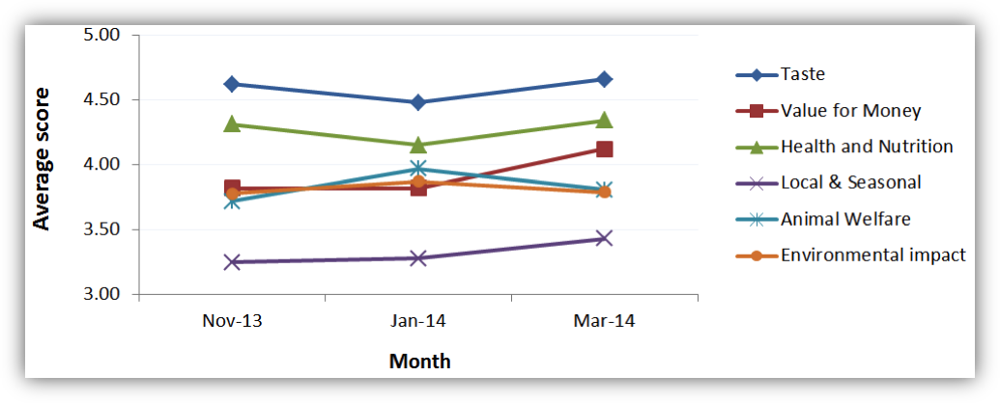 5.00
4.50
4.00
3.50
3.00
Average score
Nov-13
Jan-14
Mar-14
Month
Taste
Value for Money
Health and Nutrition
Local & Seasonal
Animal Welfare
Environmental impact